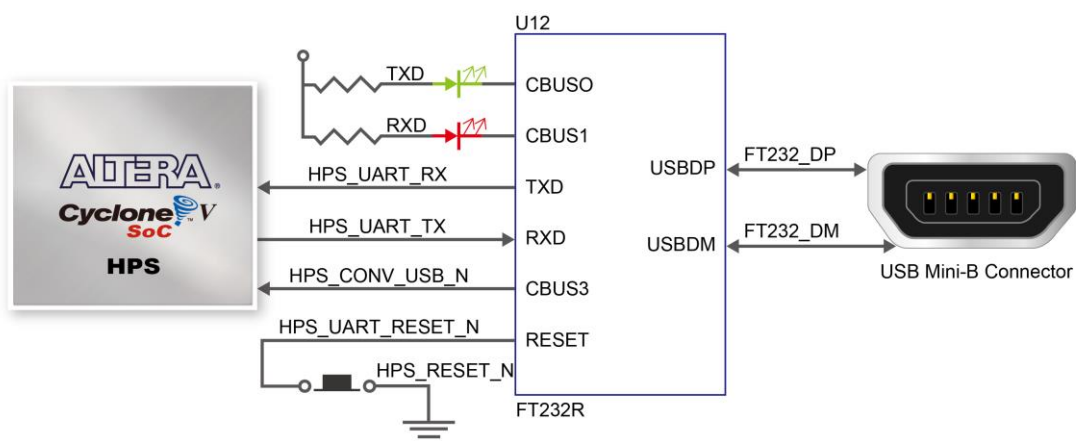 U12
TXD
CBUSO
RXD
CBUS1
ALTERA.
Cyclone V
SoC
HPS
HPS_UART_RX
TXD
HPS_UART_TX
RXD
HPS_CONV_USB_N
CBUS3
HPS_UART_RESET_N
RESET
HPS_RESET_N
FT232R
USBDP
FT232_DP
USBDM
FT232_DM
USB Mini-B Connector